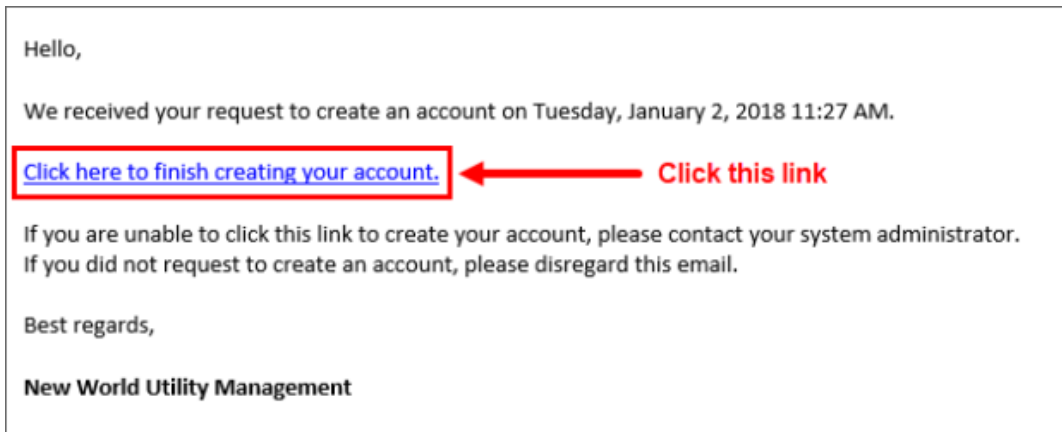 Hello,
We received your request to create an account on Tuesday, January 2, 2018 11:27 AM.
Click here to finish creating your account. Click this link
If you are unable to click this link to create your account, please contact your system administrator.
If you did not request to create an account, please disregard this email.
Best regards,
New World Utility Management